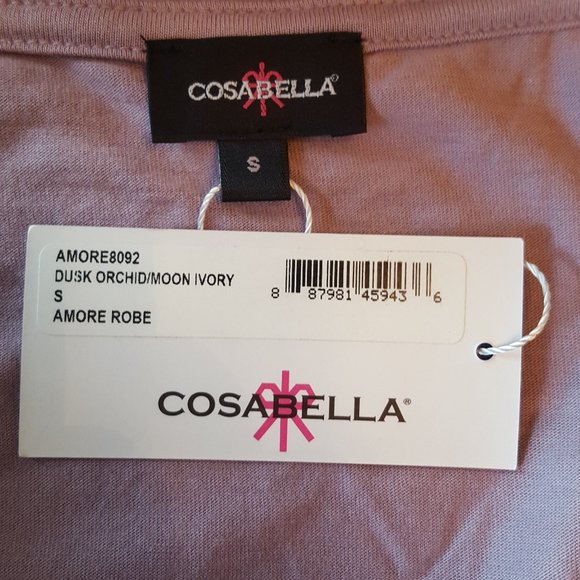 COSABELLA®
S
AMORE8092
DUSK ORCHID/MOON IVORY
S
AMORE ROBE
8 87981 45943 6
COSABELLA®